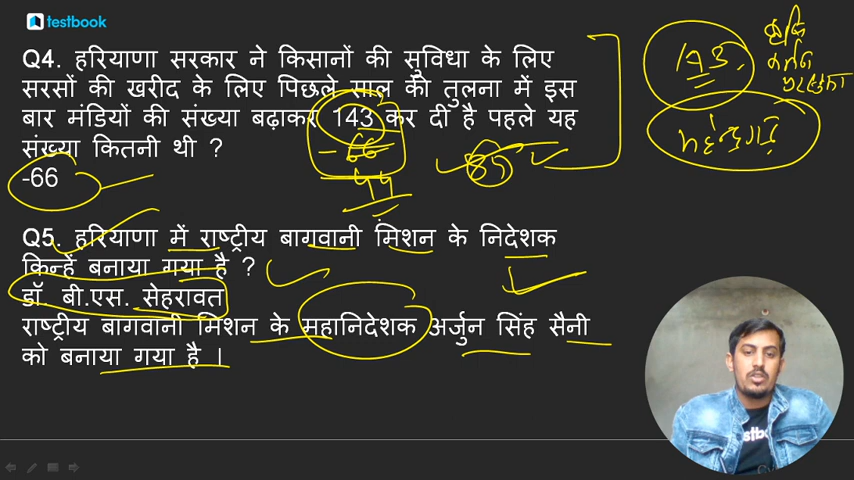 testbook
Q4. हरियाणा सरकार ने किसानों की सुविधा के लिए
सरसों की खरीद के लिए पिछले साल की तुलना में इस
बार मंडियों की संख्या बढ़ाकर 143 कर दी है पहले यह
संख्या कितनी थी ?
-66
Q5. हरियाणा में राष्ट्रीय बागवानी मिशन के निदेशक
किन्हें बनाया गया है ?
डॉ. बी.एस. सेहरावत
राष्ट्रीय बागवानी मिशन के महानिदेशक अर्जुन सिंह सैनी
को बनाया गया है ।